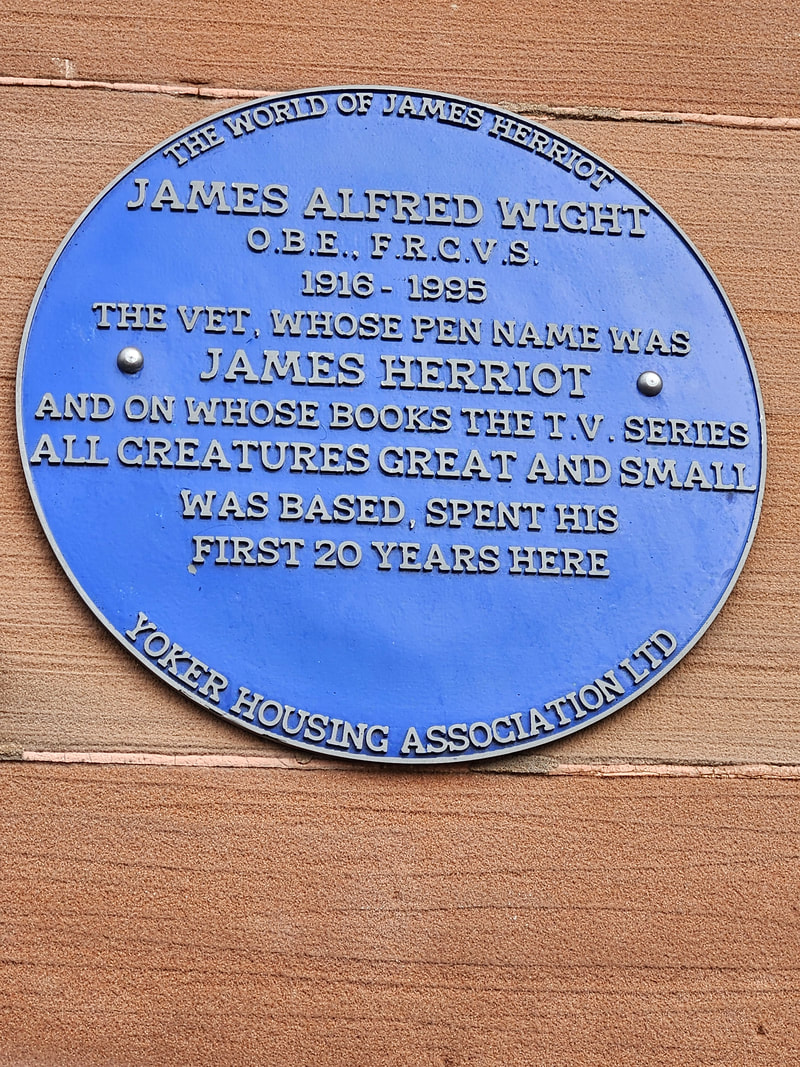 THE WORLD OF JAMES HERRIOT
JAMES ALFRED WIGHT
O.B.E., F.R.C.V.S.
1916 - 1995
THE VET, WHOSE PEN NAME WAS
JAMES HERRIOT
AND ON WHOSE BOOKS THE T.V. SERIES
ALL CREATURES GREAT AND SMALL
WAS BASED, SPENT HIS
FIRST 20 YEARS HERE
YOKER HOUSING ASSOCIATION LTD